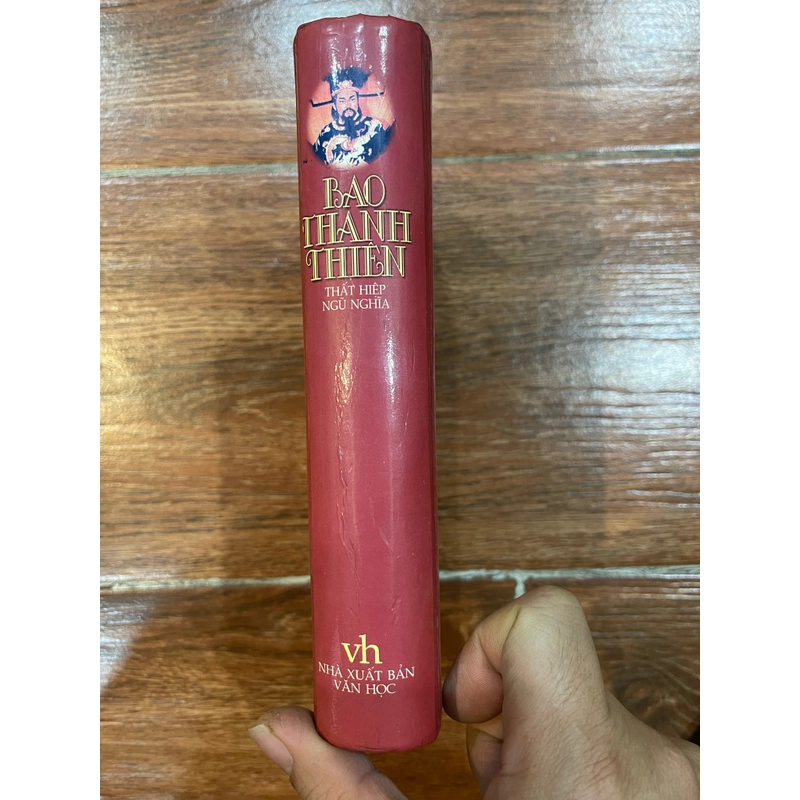 BAO
THANH
THIÊN
THẤT HIỆP
NGŨ NGHĨA
vh
NHÀ XUẤT BẢN
VĂN HỌC